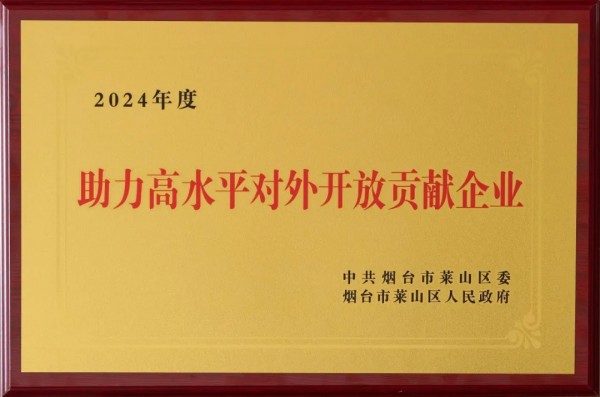 2024年度
助力高水平对外开放贡献企业
中共烟台市莱山区委
烟台市莱山区人民政府